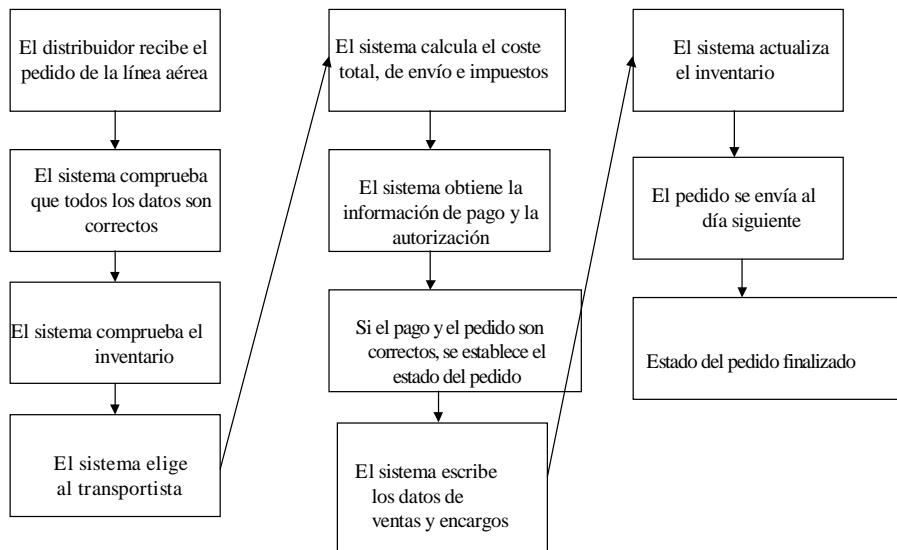 El distribuidor recibe el
pedido de la línea aérea
El sistema comprueba
que todos los datos son
correctos
El sistema comprueba el
inventario
El sistema elige
al transportista
El sistema calcula el coste
total, de envío e impuestos
El sistema obtiene la
información de pago y la
autorización
Si el pago y el pedido son
correctos, se establece el
estado del pedido
El sistema escribe
los datos de
ventas y encargos
El sistema actualiza
el inventario
El pedido se envía al
día siguiente
Estado del pedido finalizado